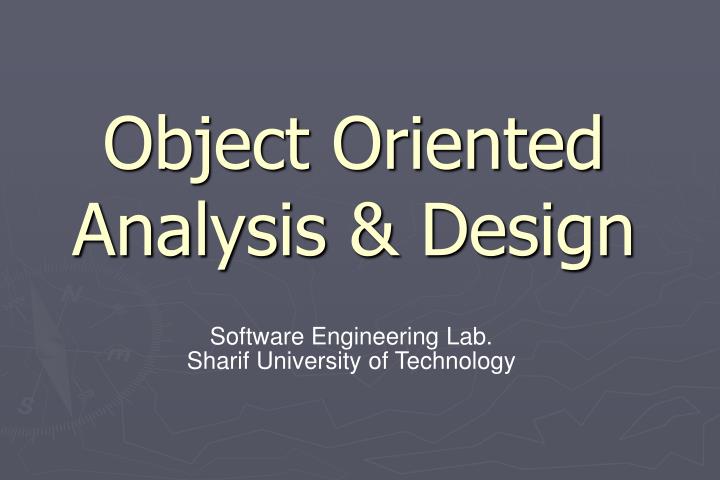 Object Oriented
Analysis & Design
Software Engineering Lab.
Sharif University of Technology
N
E
S